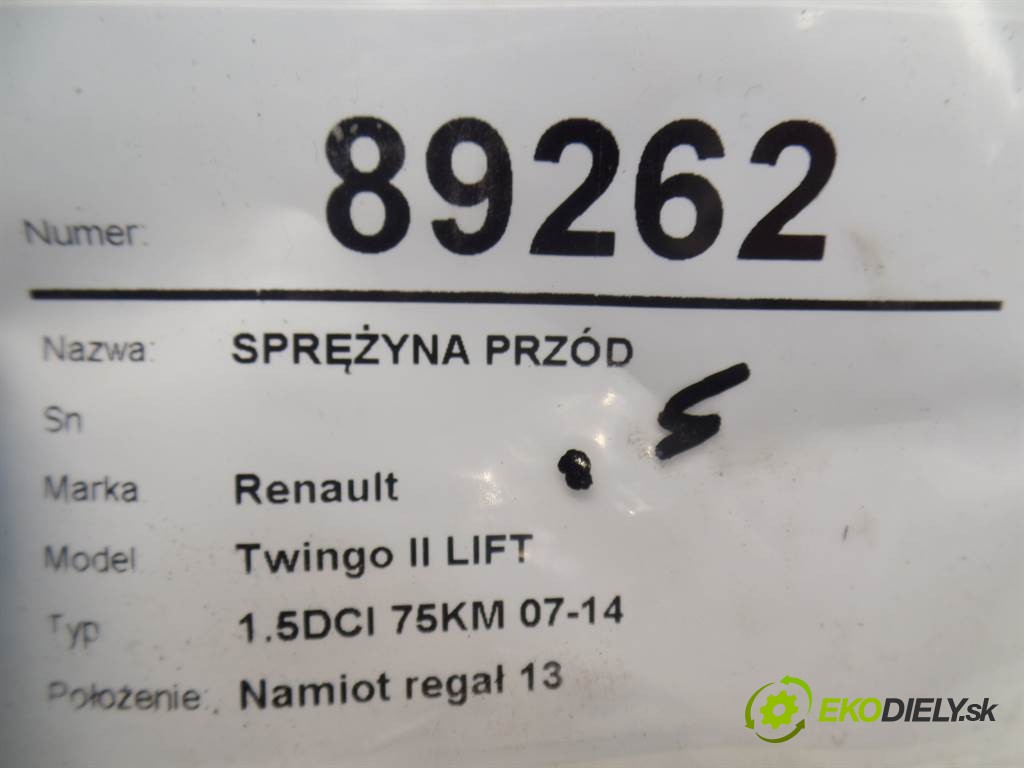 Numer: 89262
Nazwa: SPRĘŻYNA PRZÓD
Sn
Marka Renault
Model Twingo II LIFT
Typ 1.5DCI 75KM 07-14
Położenie: Namiot regał 13
EKODIELY.sk